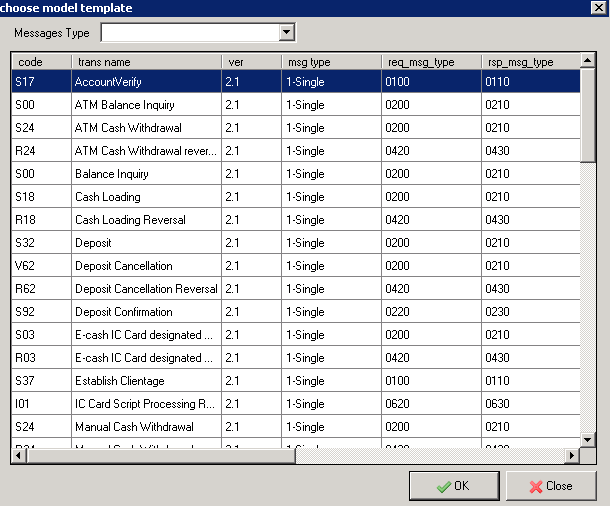 choose model template
Messages Type
code trans name ver msg type req_msg_type rsp_msg_type
S17 AccountVerify 2.1 1-Single 0100 0110
S00 ATM Balance Inquiry 2.1 1-Single 0200 0210
S24 ATM Cash Withdrawal 2.1 1-Single 0200 0210
R24 ATM Cash Withdrawal rever... 2.1 1-Single 0420 0430
S00 Balance Inquiry 2.1 1-Single 0200 0210
S18 Cash Loading 2.1 1-Single 0200 0210
R18 Cash Loading Reversal 2.1 1-Single 0420 0430
S32 Deposit 2.1 1-Single 0200 0210
V62 Deposit Cancellation 2.1 1-Single 0200 0210
R62 Deposit Cancellation Reversal 2.1 1-Single 0420 0430
S92 Deposit Confirmation 2.1 1-Single 0220 0230
S03 E-cash IC Card designated ... 2.1 1-Single 0200 0210
R03 E-cash IC Card designated ... 2.1 1-Single 0420 0430
S37 Establish Clientage 2.1 1-Single 0100 0110
I01 IC Card Script Processing R... 2.1 1-Single 0620 0630
S24 Manual Cash Withdrawal 2.1 1-Single 0200 0210
OK Close